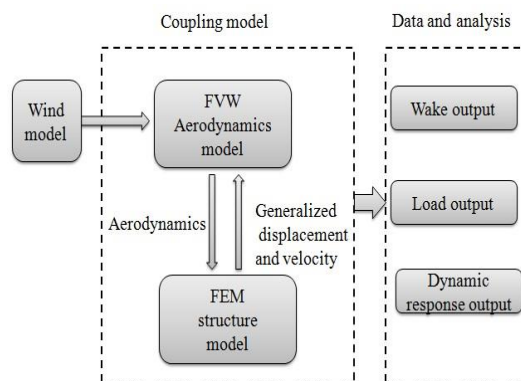 Coupling model
Data and analysis
Wind
model
FVW
Aerodynamics
model
Aerodynamics
Generalized
displacement
and velocity
FEM
structure
model
Wake output
Load output
Dynamic
response output